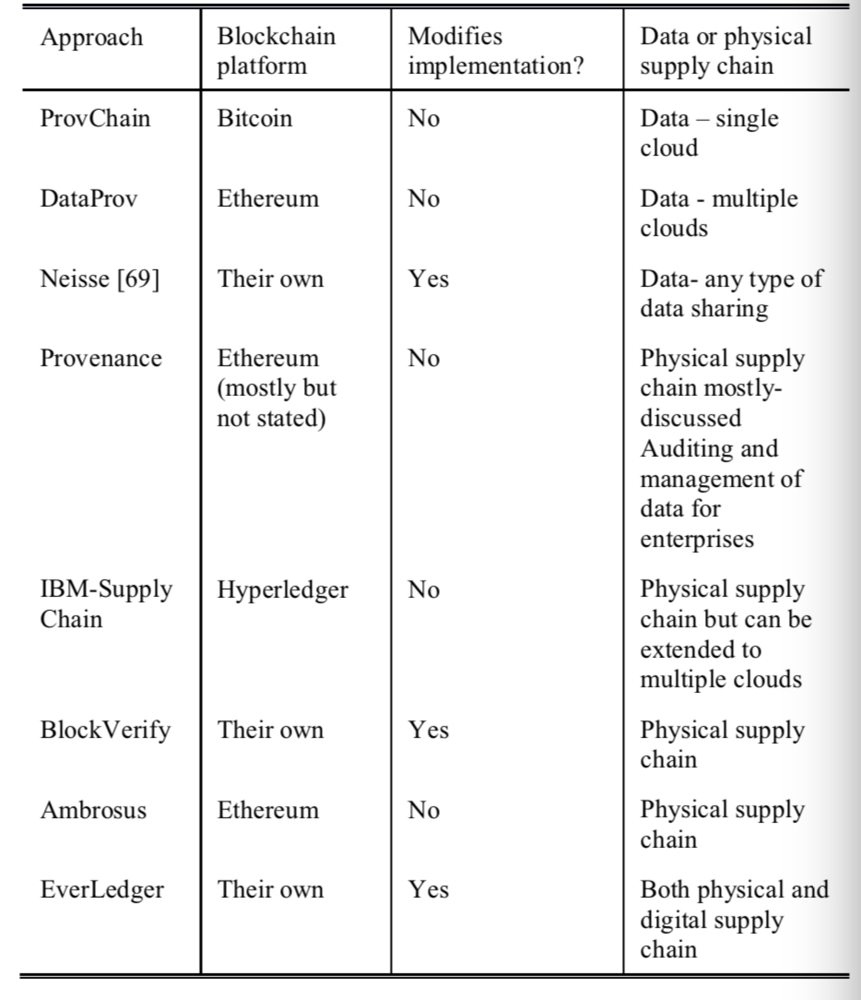 Approach
Blockchain
platform
Modifies
implementation?
Data or physical
supply chain
ProvChain
Bitcoin
No
Data – single
cloud
DataProv
Ethereum
No
Data - multiple
clouds
Neisse [69]
Their own
Yes
Data- any type of
data sharing
Provenance
Ethereum
(mostly but
not stated)
No
Physical supply
chain mostly-
discussed
Auditing and
management of
data for
enterprises
IBM-Supply
Chain
Hyperledger
No
Physical supply
chain but can be
extended to
multiple clouds
BlockVerify
Their own
Yes
Physical supply
chain
Ambrosus
Ethereum
No
Physical supply
chain
EverLedger
Their own
Yes
Both physical and
digital supply
chain